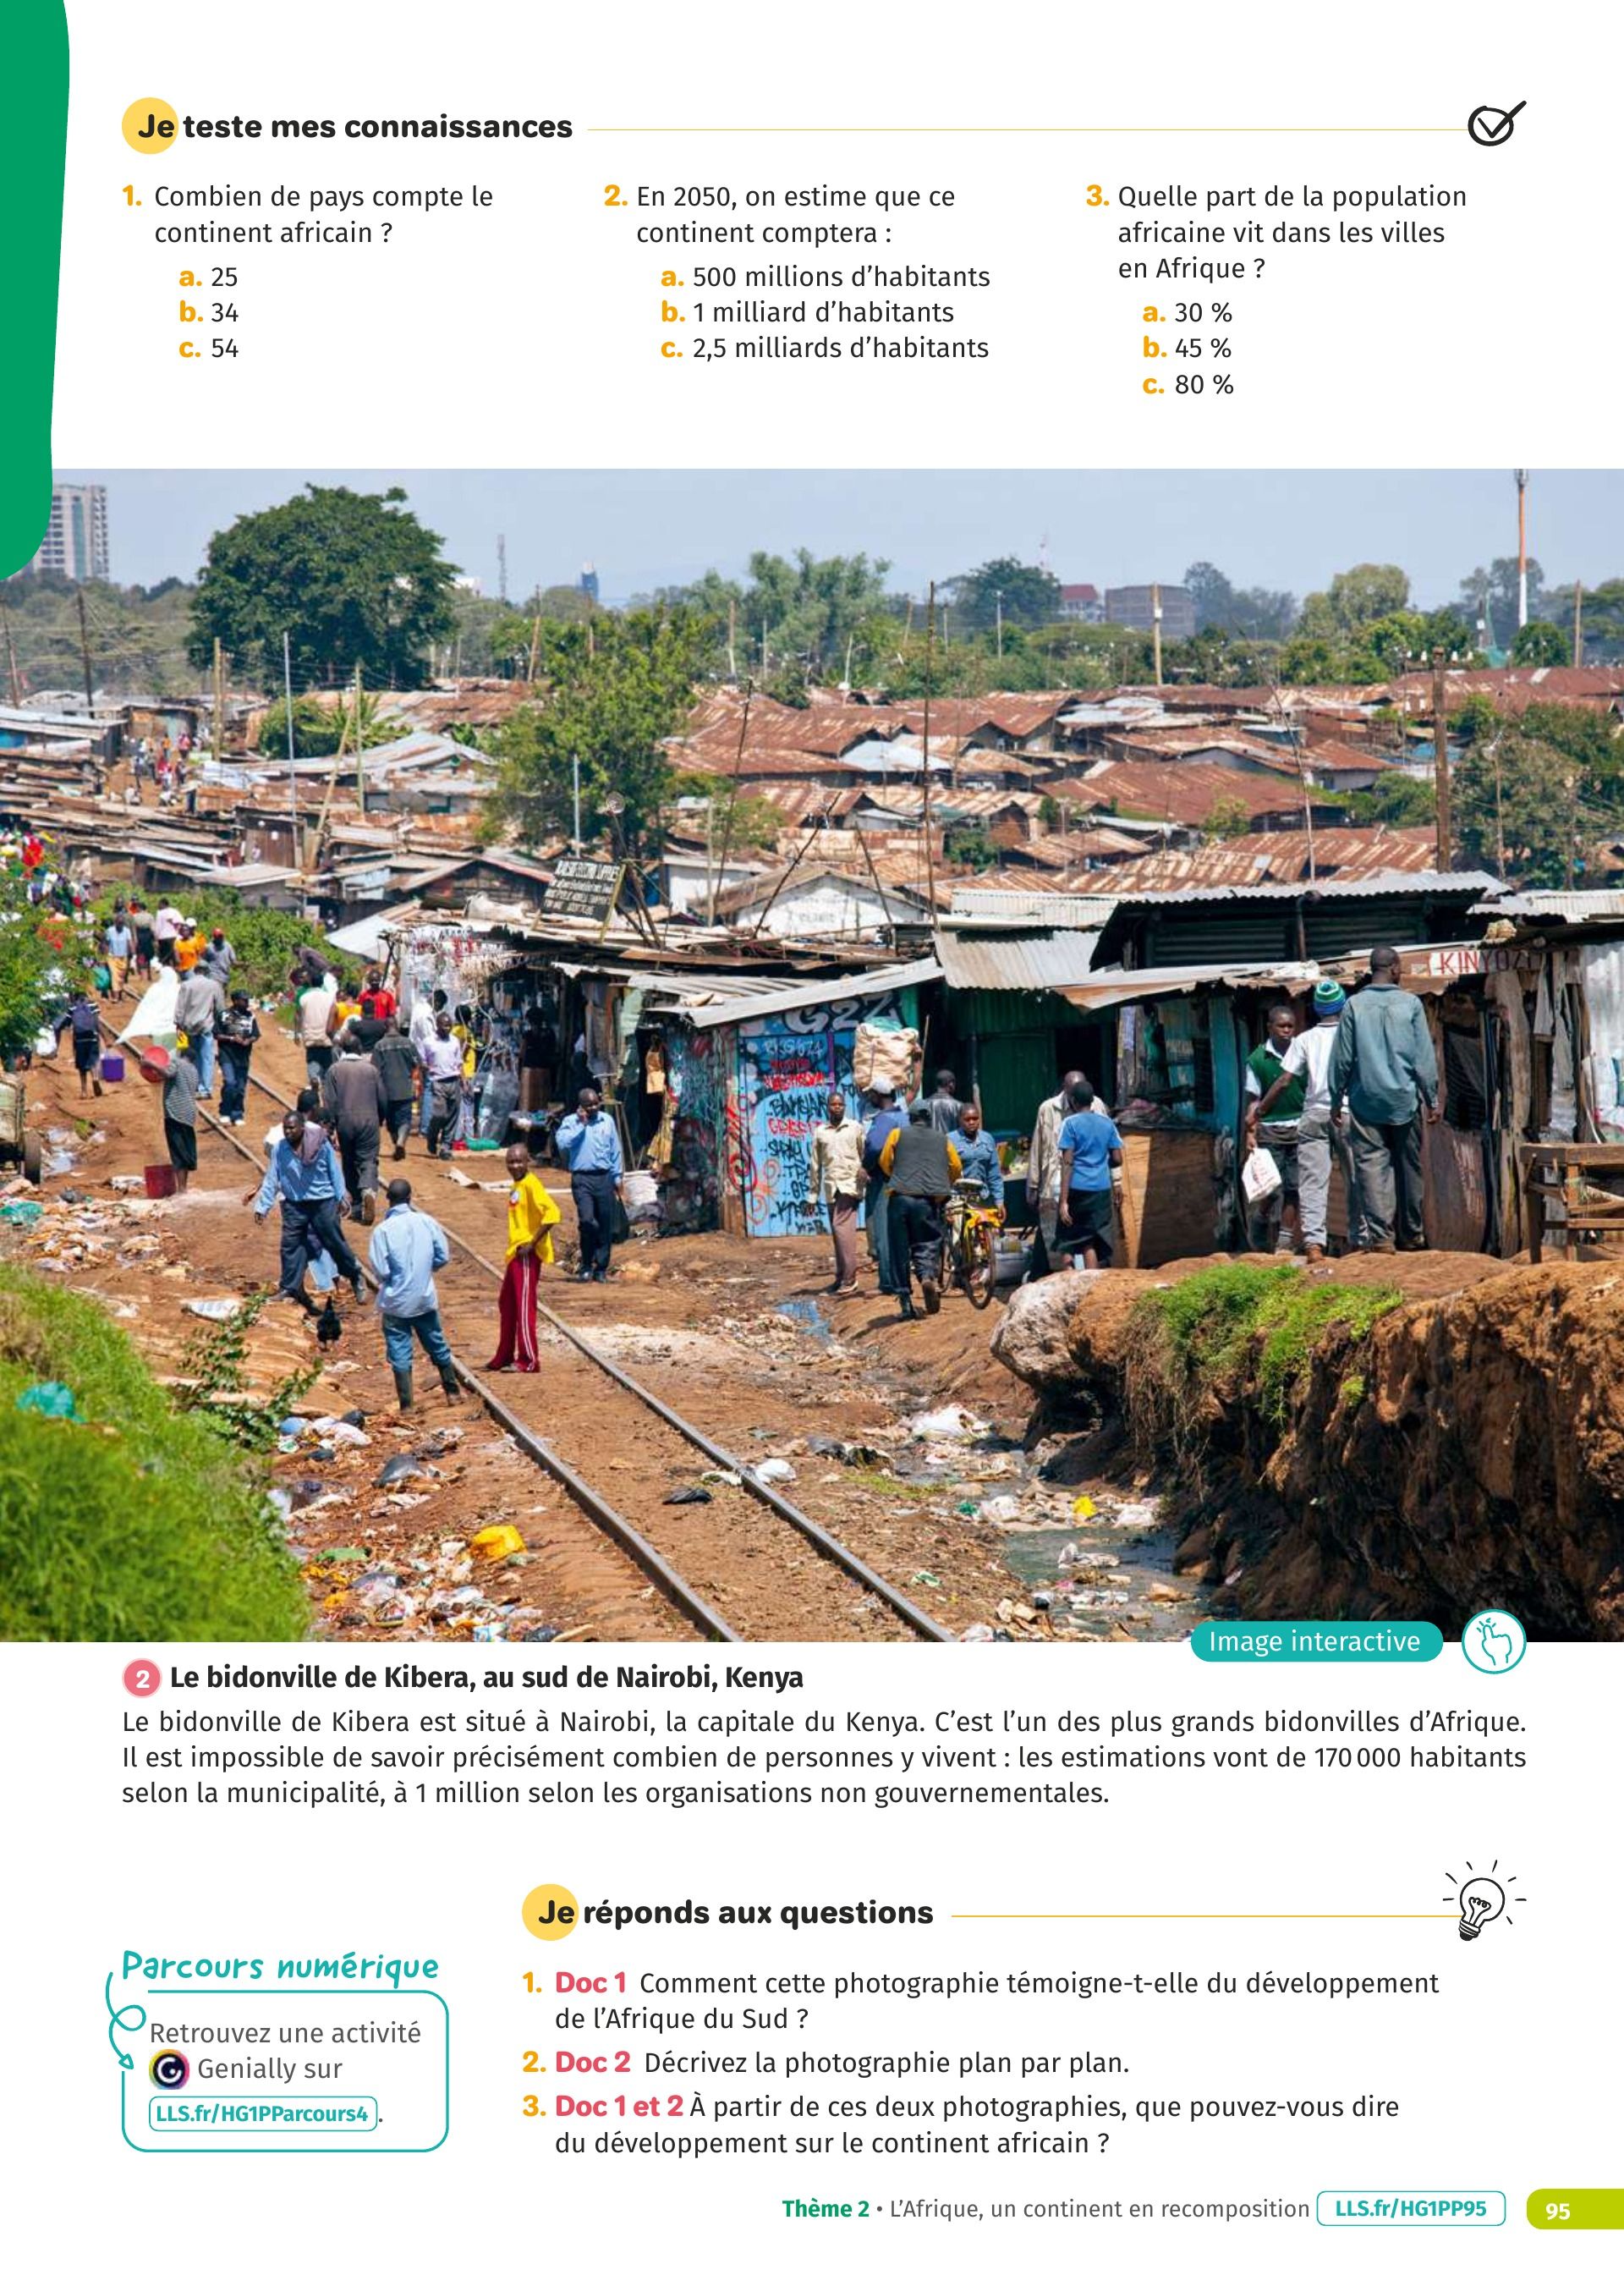 Je teste mes connaissances
1. Combien de pays compte le
continent africain ?
a. 25
b. 34
c. 54
2. En 2050, on estime que ce
continent comptera :
a. 500 millions d'habitants
b. 1 milliard d'habitants
c. 2,5 milliards d'habitants
3. Quelle part de la population
africaine vit dans les villes
en Afrique ?
a. 30 %
b. 45 %
c. 80 %
G2Z
KINYOZI
Image interactive
2 Le bidonville de Kibera, au sud de Nairobi, Kenya
Le bidonville de Kibera est situé à Nairobi, la capitale du Kenya. C'est l'un des plus grands bidonvilles d'Afrique.
Il est impossible de savoir précisément combien de personnes y vivent : les estimations vont de 170 000 habitants
selon la municipalité, à 1 million selon les organisations non gouvernementales.
Parcours numérique
Retrouvez une activité
Genially sur
LLS.fr/HG1PParcours4.
Je réponds aux questions
1. Doc 1 Comment cette photographie témoigne-t-elle du développement
de l'Afrique du Sud ?
2. Doc 2 Décrivez la photographie plan par plan.
3. Doc 1 et 2 À partir de ces deux photographies, que pouvez-vous dire
du développement sur le continent africain ?
Thème 2 • L'Afrique, un continent en recomposition LLS.fr/HG1PP95 95